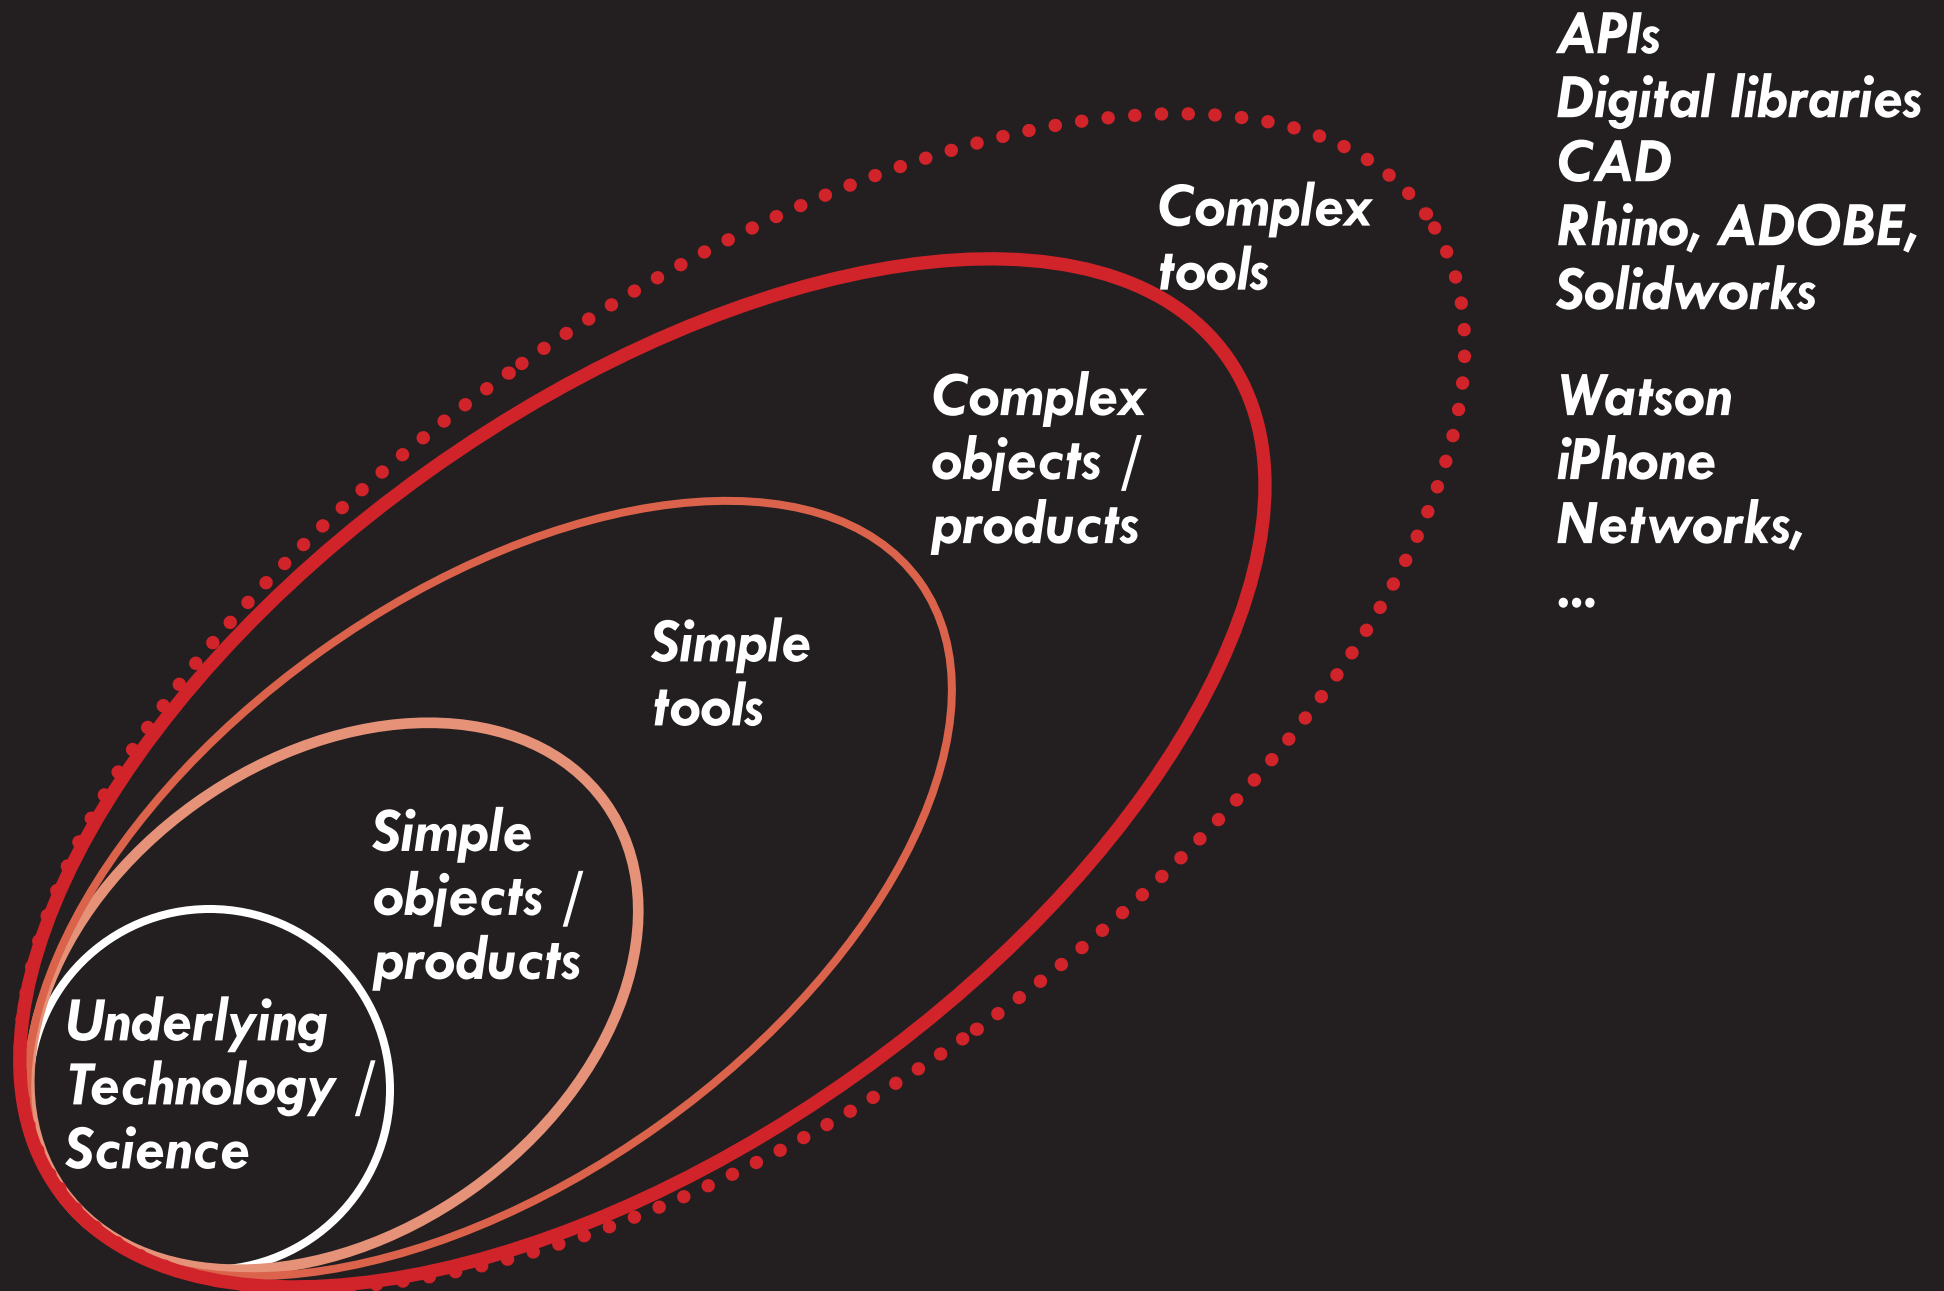 APIs
Digital libraries
CAD
Rhino, ADOBE,
Solidworks
Watson
iPhone
Networks,
...
Complex
tools
Complex
objects /
products
Simple
tools
Simple
objects /
products
Underlying
Technology /
Science